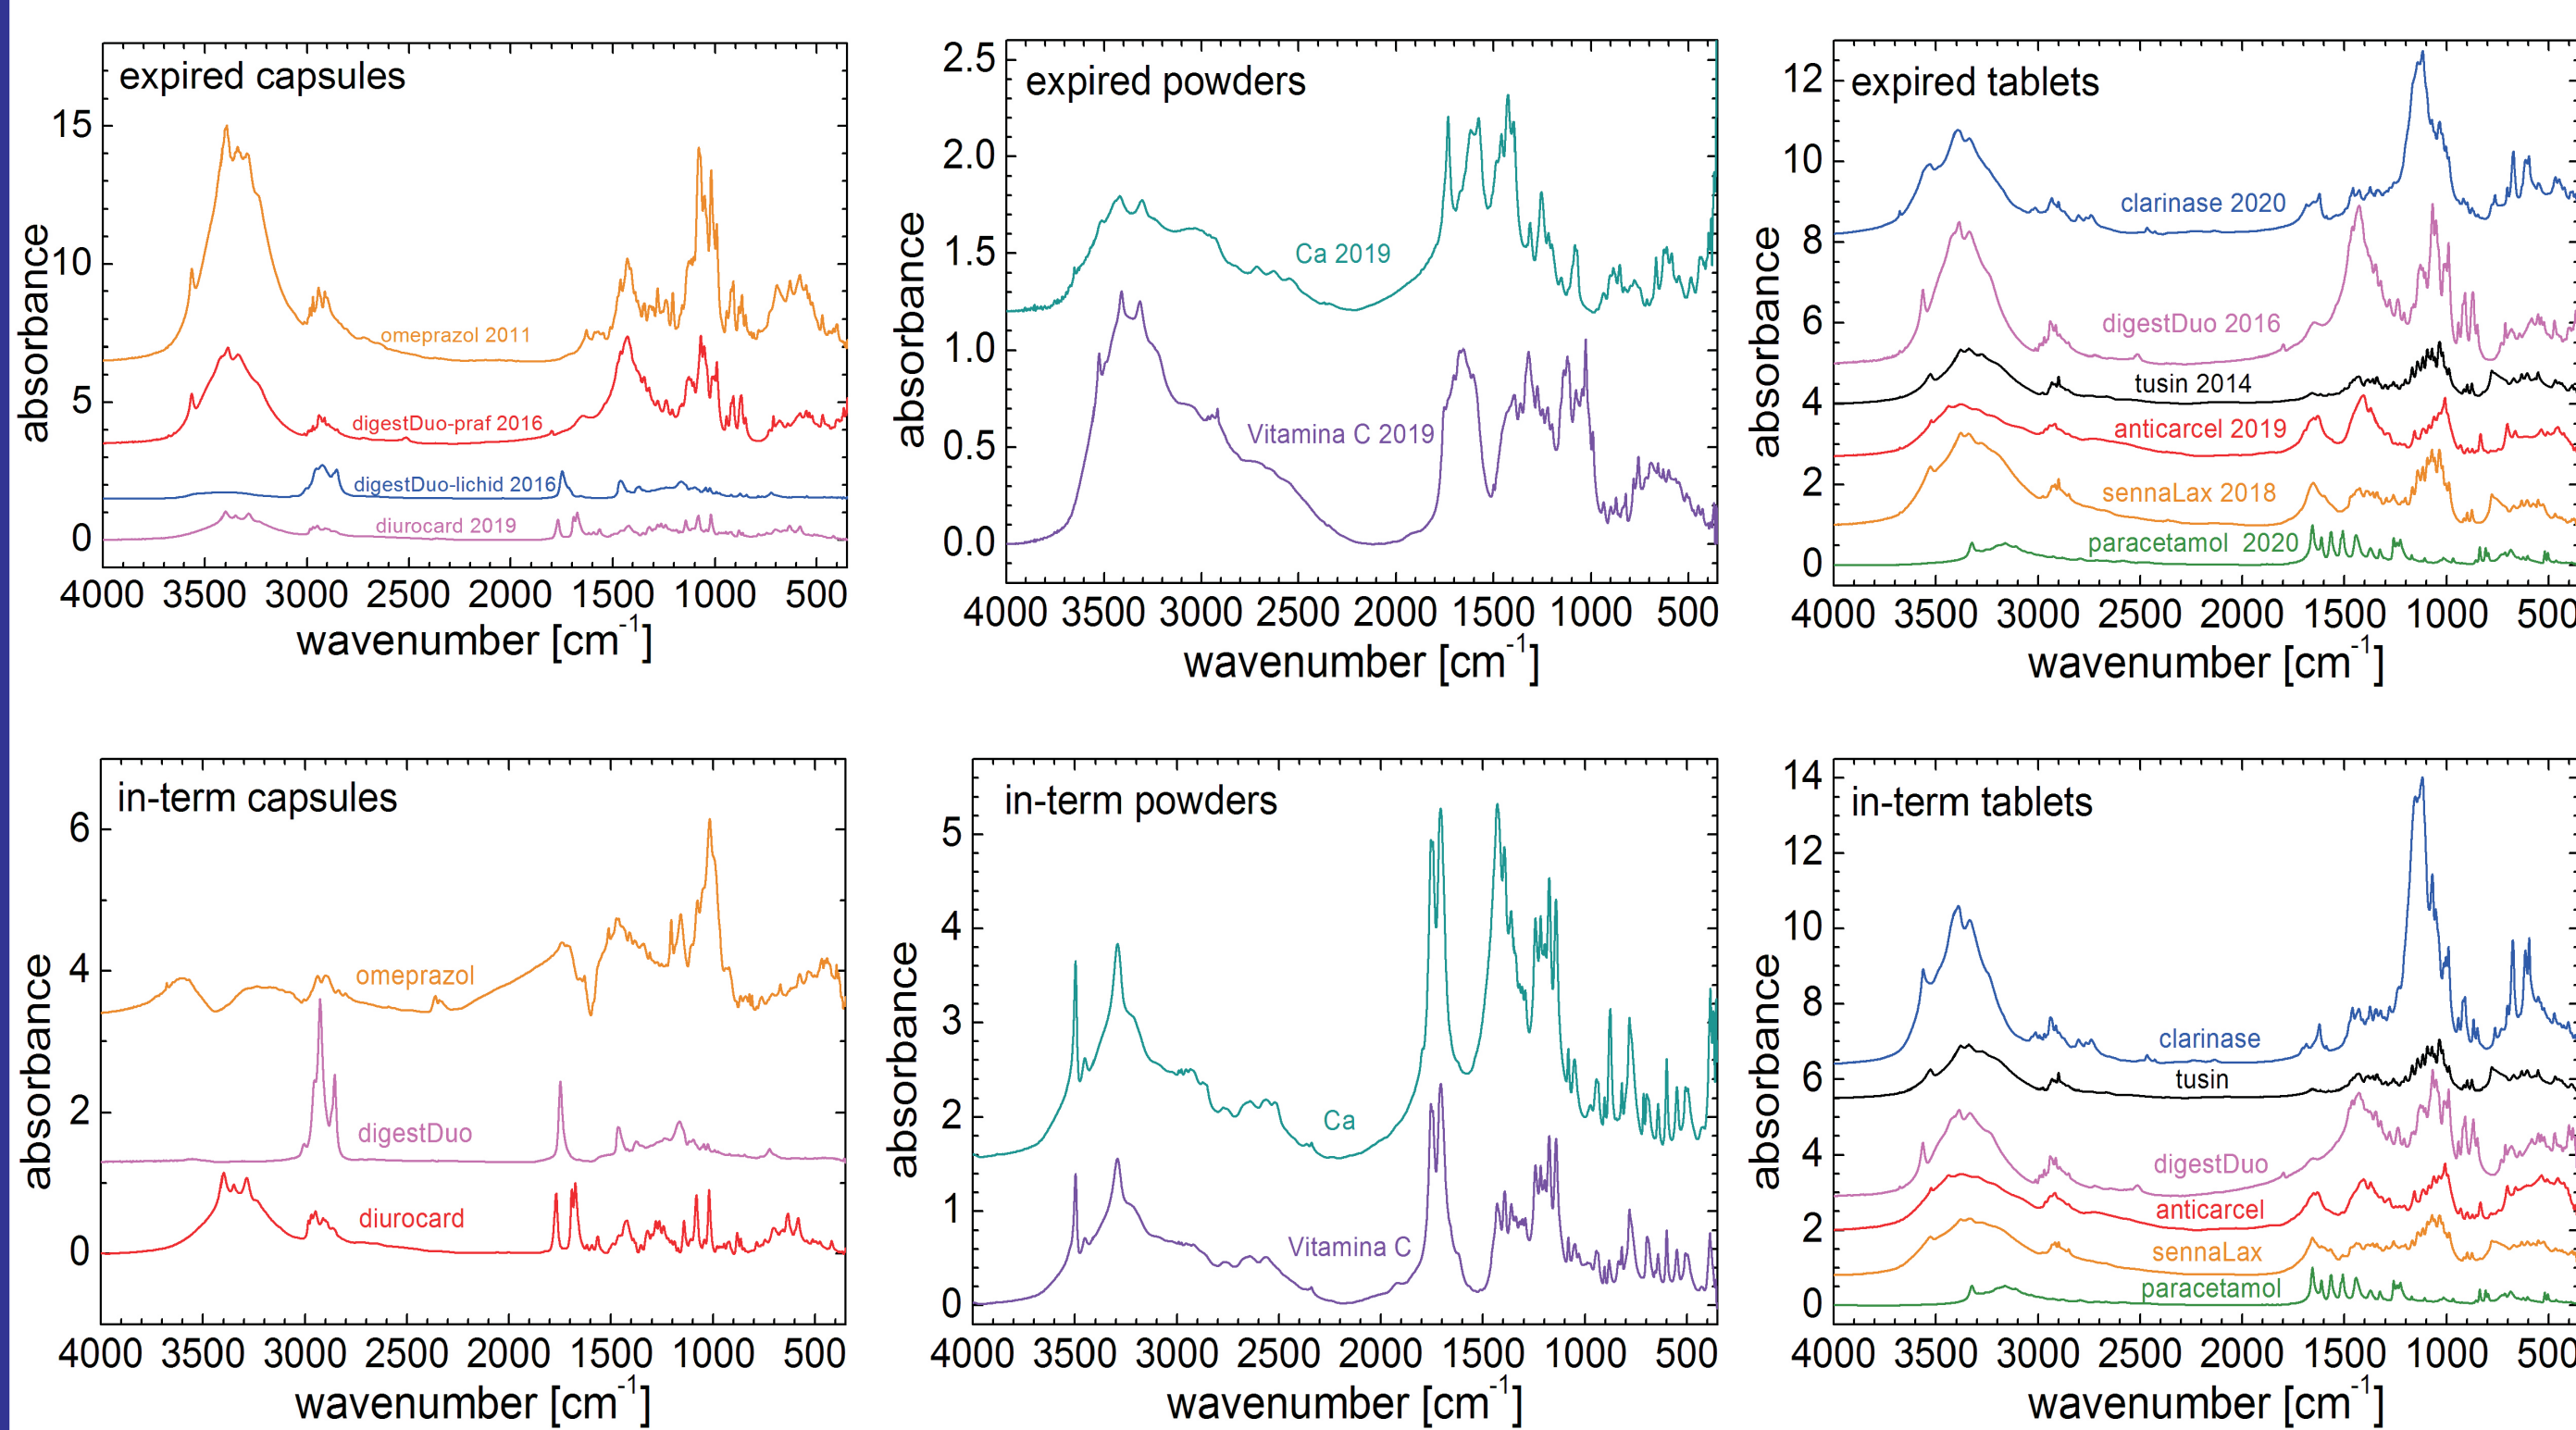 expired capsules
15
10
5
0
absorbance
omeprazol 2011
digestDuo-praf 2016
digestDuo-lichid 2016
diurocard 2019
4000 3500 3000 2500 2000 1500 1000 500
wavenumber [cm-1]
expired powders
2.5
2.0
1.5
1.0
0.5
0.0
absorbance
Ca 2019
Vitamina C 2019
4000 3500 3000 2500 2000 1500 1000 500
wavenumber [cm-1]
expired tablets
12
10
8
6
4
2
0
absorbance
clarinase 2020
digestDuo 2016
tusin 2014
anticarcel 2019
sennaLax 2018
paracetamol 2020
4000 3500 3000 2500 2000 1500 1000 500
wavenumber [cm-1]
in-term capsules
6
4
2
0
absorbance
omeprazol
digestDuo
diurocard
4000 3500 3000 2500 2000 1500 1000 500
wavenumber [cm-1]
in-term powders
5
4
3
2
1
0
absorbance
Ca
Vitamina C
4000 3500 3000 2500 2000 1500 1000 500
wavenumber [cm-1]
in-term tablets
14
12
10
8
6
4
2
0
absorbance
clarinase
tusin
digestDuo
anticarcel
sennaLax
paracetamol
4000 3500 3000 2500 2000 1500 1000 500
wavenumber [cm-1]